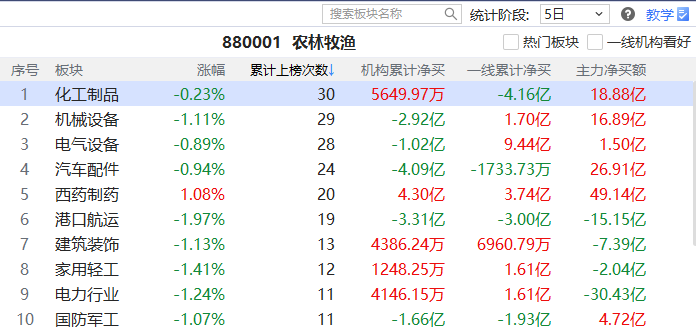 搜索板块名称 统计阶段: 5日 ? 教学
880001 农林牧渔 热门板块 一线机构看好
序号 板块 涨幅 累计上榜次数↓ 机构累计净买 一线累计净买 主力净买额
1 化工制品 -0.23% 30 5649.97万 -4.16亿 18.88亿
2 机械设备 -1.11% 29 -2.92亿 1.70亿 16.89亿
3 电气设备 -0.89% 28 -1.02亿 9.44亿 1.50亿
4 汽车配件 -0.94% 24 -4.09亿 -1733.73万 26.91亿
5 西药制药 1.08% 20 4.30亿 3.74亿 49.14亿
6 港口航运 -1.97% 19 -3.31亿 -3.00亿 -15.15亿
7 建筑装饰 -1.13% 13 4386.24万 6960.79万 -7.39亿
8 家用轻工 -1.41% 12 1248.25万 1.61亿 -2.04亿
9 电力行业 -1.24% 11 4146.15万 1.61亿 -30.43亿
10 国防军工 -1.07% 11 -1.66亿 -1.93亿 4.72亿